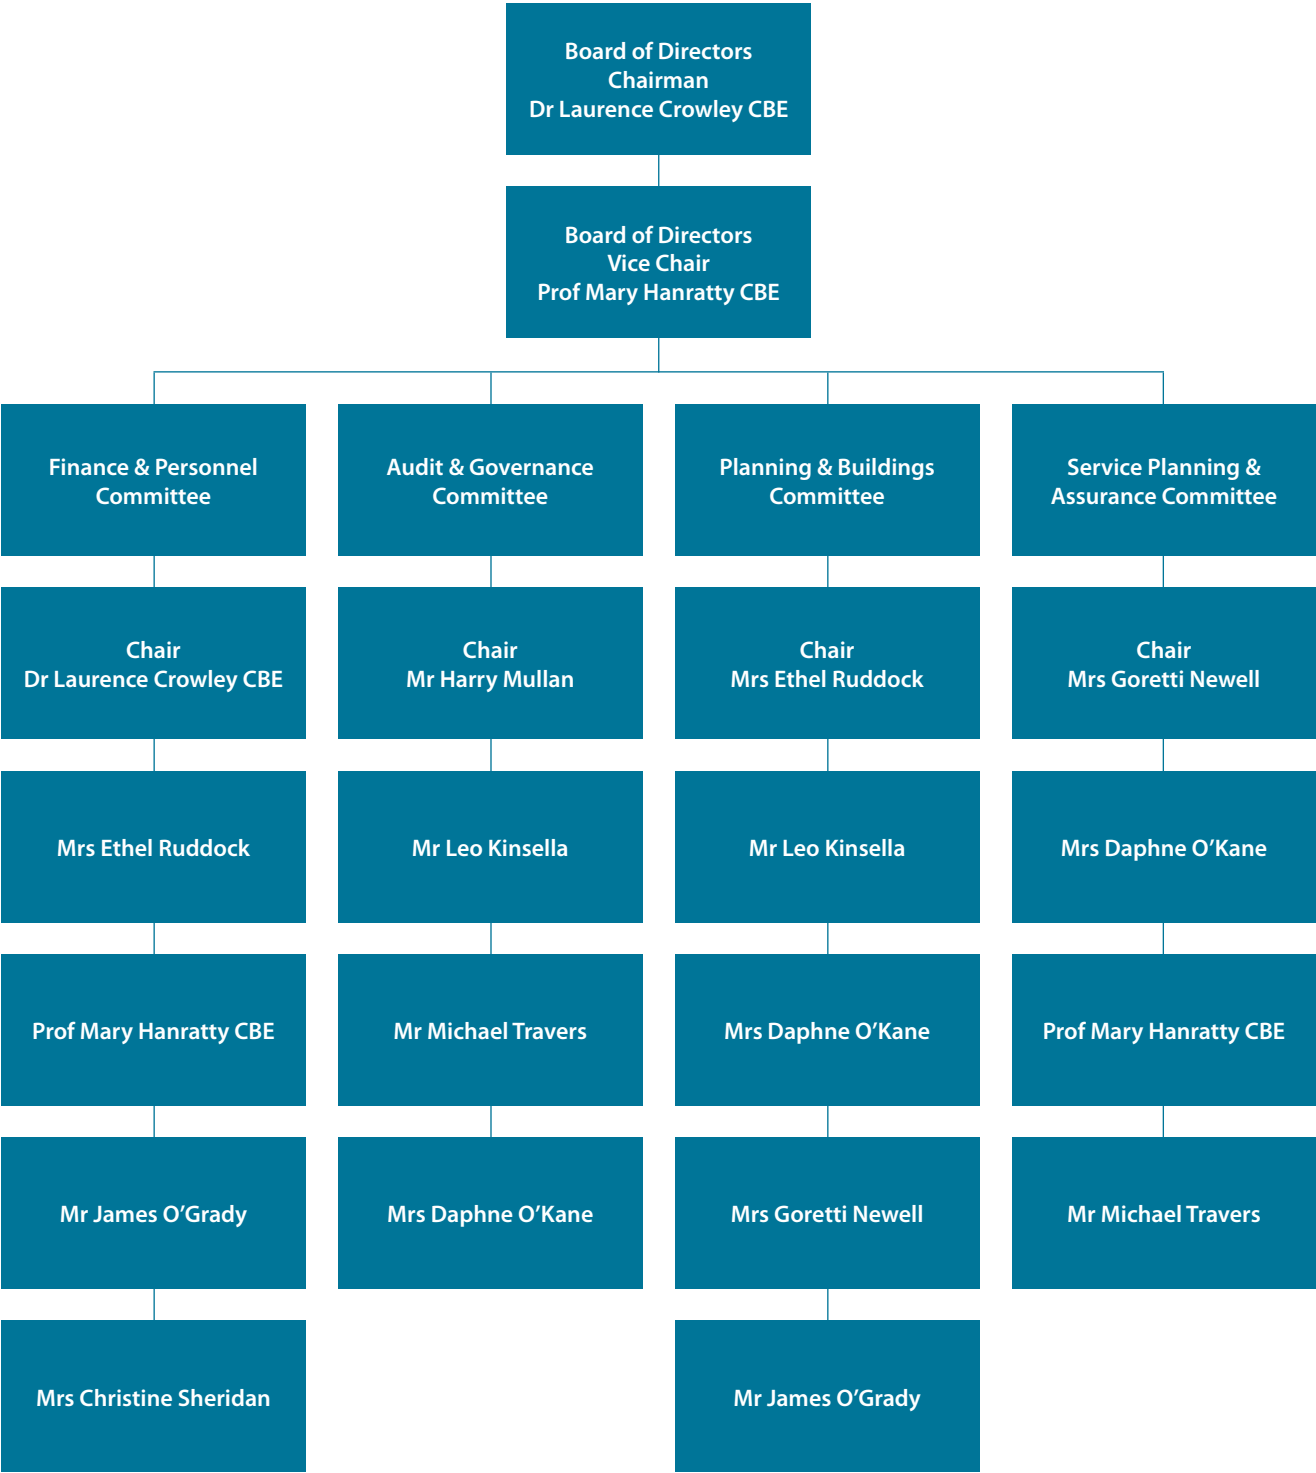 Board of Directors
Chairman
Dr Laurence Crowley CBE
Board of Directors
Vice Chair
Prof Mary Hanratty CBE
Finance & Personnel
Committee
Audit & Governance
Committee
Planning & Buildings
Committee
Service Planning &
Assurance Committee
Chair
Dr Laurence Crowley CBE
Chair
Mr Harry Mullan
Chair
Mrs Ethel Ruddock
Chair
Mrs Goretti Newell
Mrs Ethel Ruddock
Mr Leo Kinsella
Mr Leo Kinsella
Mrs Daphne O’Kane
Prof Mary Hanratty CBE
Mr Michael Travers
Mrs Daphne O’Kane
Prof Mary Hanratty CBE
Mr James O’Grady
Mrs Daphne O’Kane
Mrs Goretti Newell
Mr Michael Travers
Mrs Christine Sheridan
Mr James O’Grady